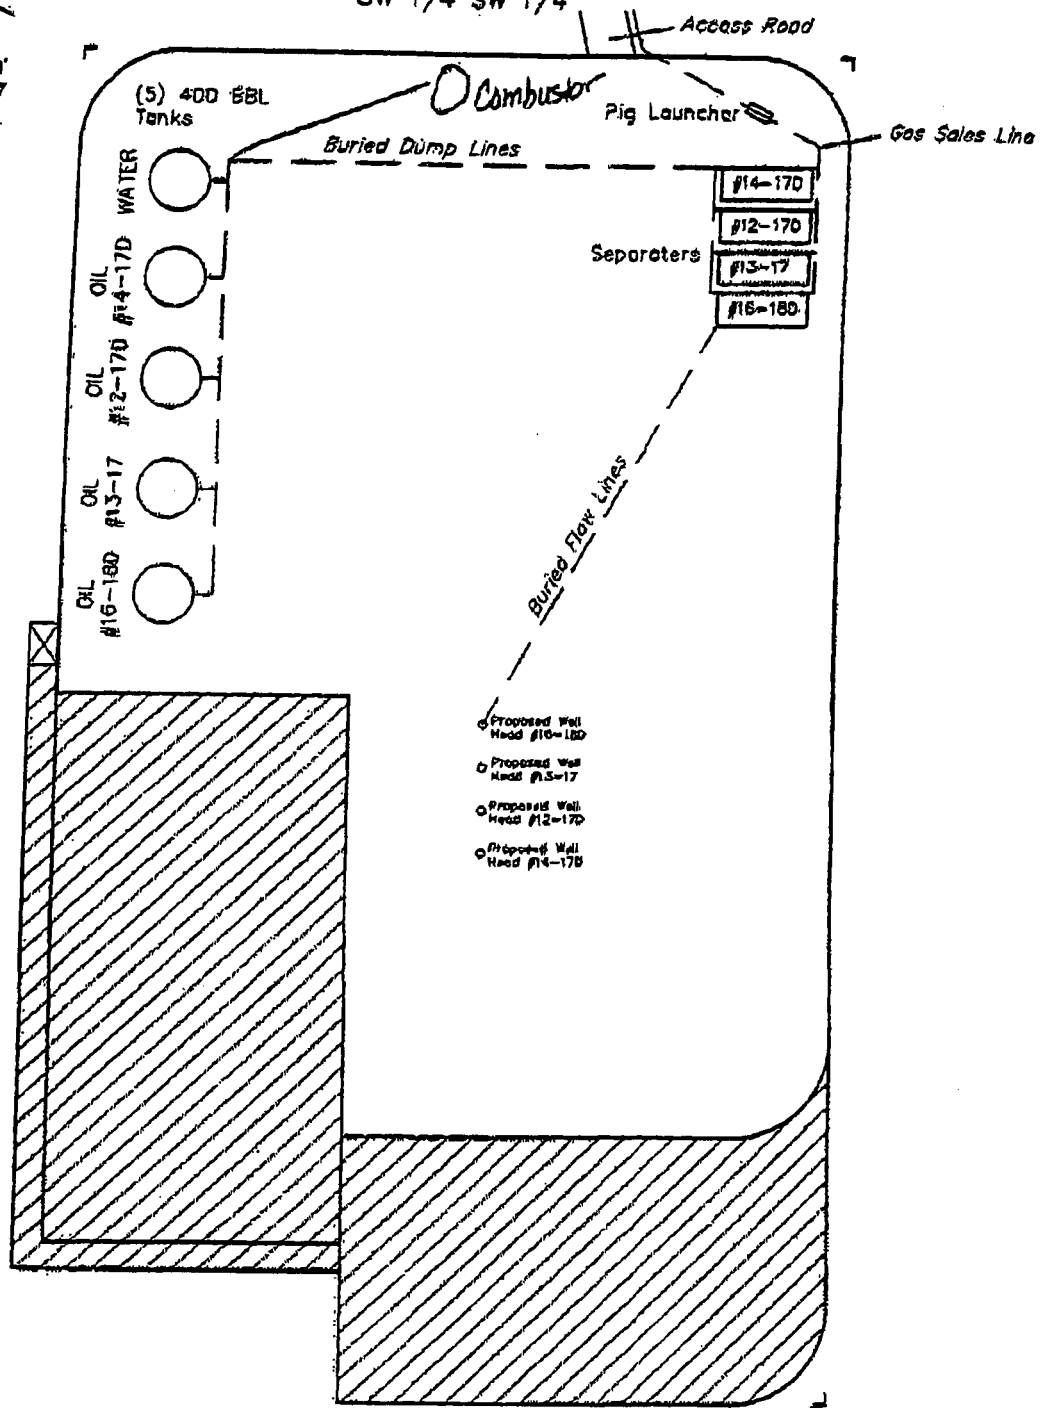 SW 1/4 SW 1/4
Access Road
(5) 400 BBL
Tanks
Combustor
Pig Launcher
Gas Sales Line
Buried Dump Lines
WATER
#14-17D
#12-17D
Separators
#13-17
#16-18D
OIL
#14-17D
OIL
#12-17D
OIL
#13-17
OIL
#16-18D
Buried Flow Lines
Proposed Well
Head #16-18D
Proposed Well
Head #13-17
Proposed Well
Head #12-17D
Proposed Well
Head #14-17D